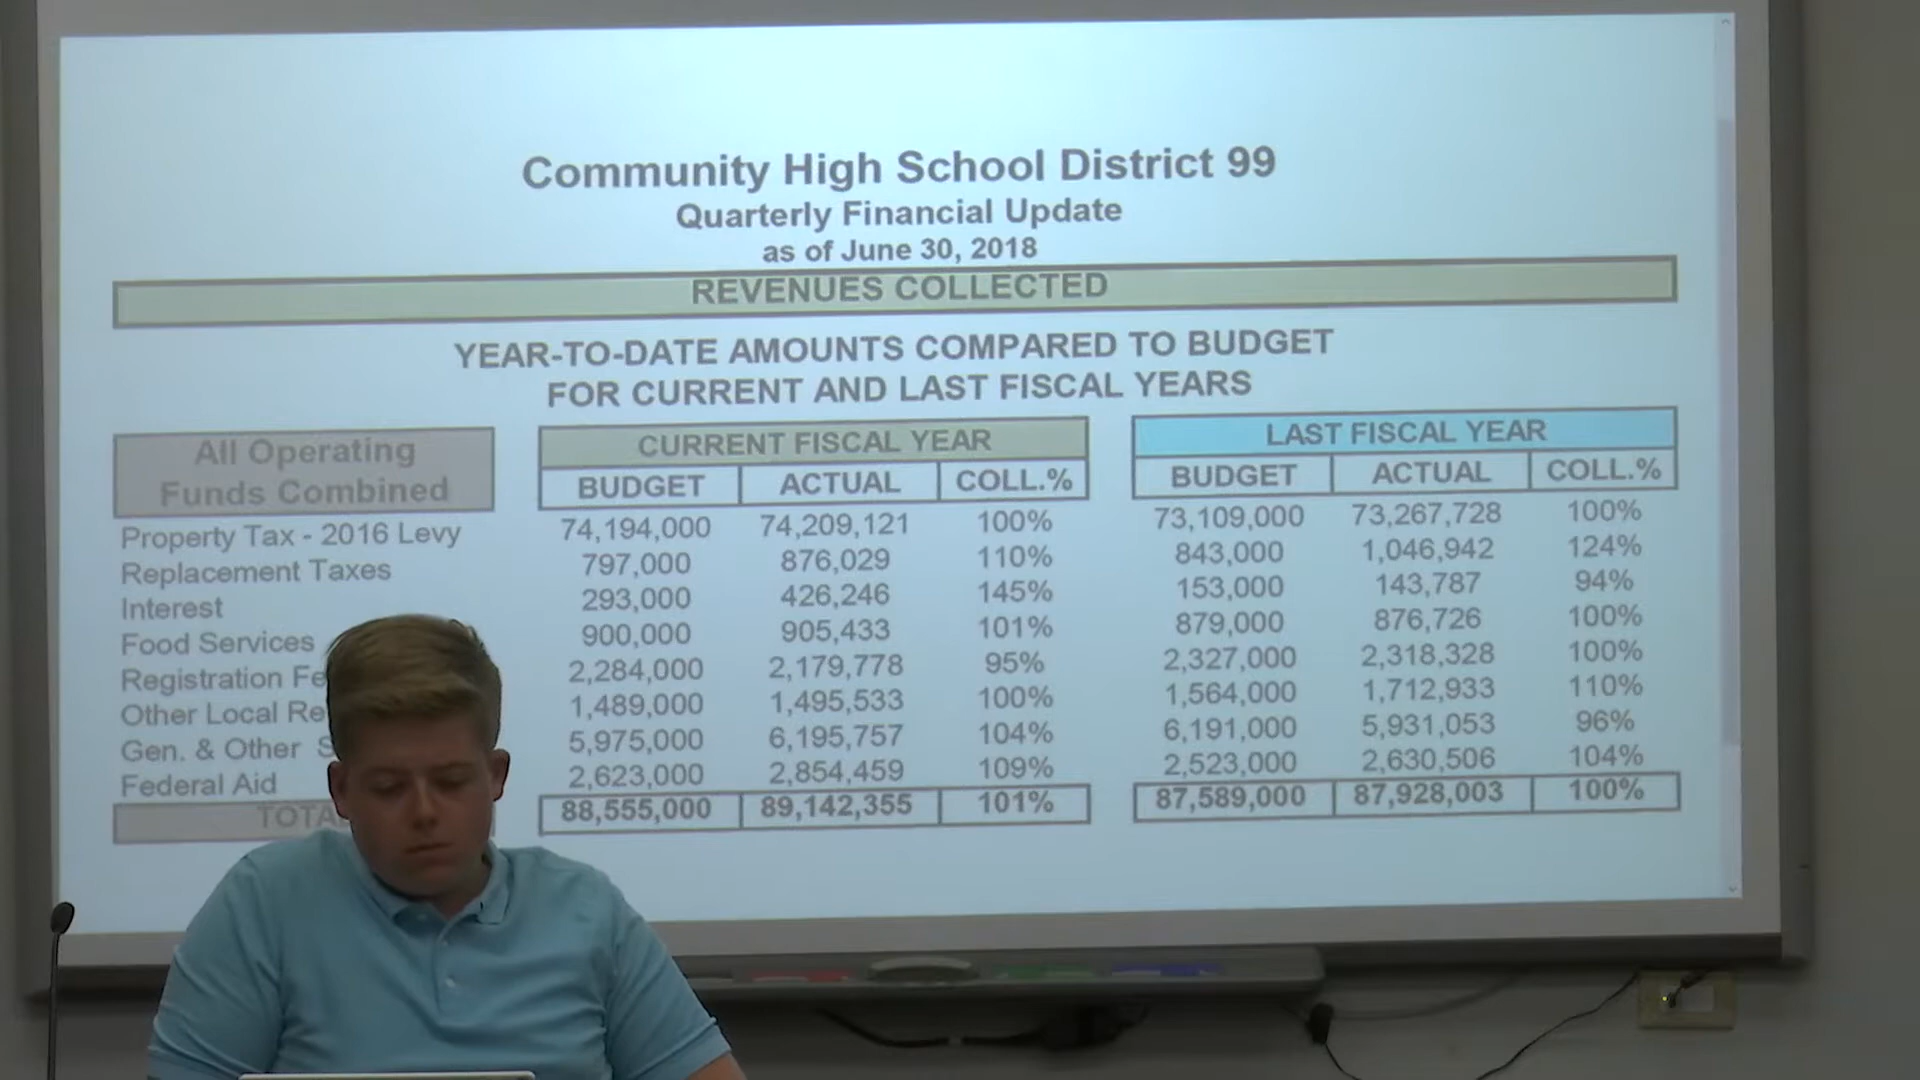 Community High School District 99
Quarterly Financial Update
as of June 30, 2018
REVENUES COLLECTED
YEAR-TO-DATE AMOUNTS COMPARED TO BUDGET
FOR CURRENT AND LAST FISCAL YEARS
All Operating
Funds Combined
CURRENT FISCAL YEAR LAST FISCAL YEAR
BUDGET ACTUAL COLL.% BUDGET ACTUAL COLL.%
Property Tax - 2016 Levy 74,194,000 74,209,121 100% 73,109,000 73,267,728 100%
Replacement Taxes 797,000 876,029 110% 843,000 1,046,942 124%
Interest 293,000 426,246 145% 153,000 143,787 94%
Food Services 900,000 905,433 101% 879,000 876,726 100%
Registration Fe 2,284,000 2,179,778 95% 2,327,000 2,318,328 100%
Other Local Re 1,489,000 1,495,533 100% 1,564,000 1,712,933 110%
Gen. & Other S 5,975,000 6,195,757 104% 6,191,000 5,931,053 96%
Federal Aid 2,623,000 2,854,459 109% 2,523,000 2,630,506 104%
TOTA 88,555,000 89,142,355 101% 87,589,000 87,928,003 100%